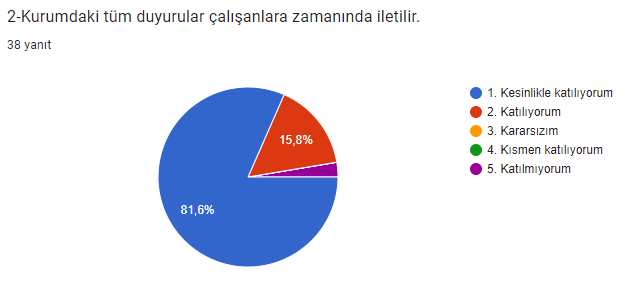 2-Kurumdaki tüm duyurular çalışanlara zamanında iletilir.
38 yanıt
1. Kesinlikle katılıyorum
2. Katılıyorum
3. Kararsızım
4. Kısmen katılıyorum
5. Katılmıyorum
15,8%
81,6%